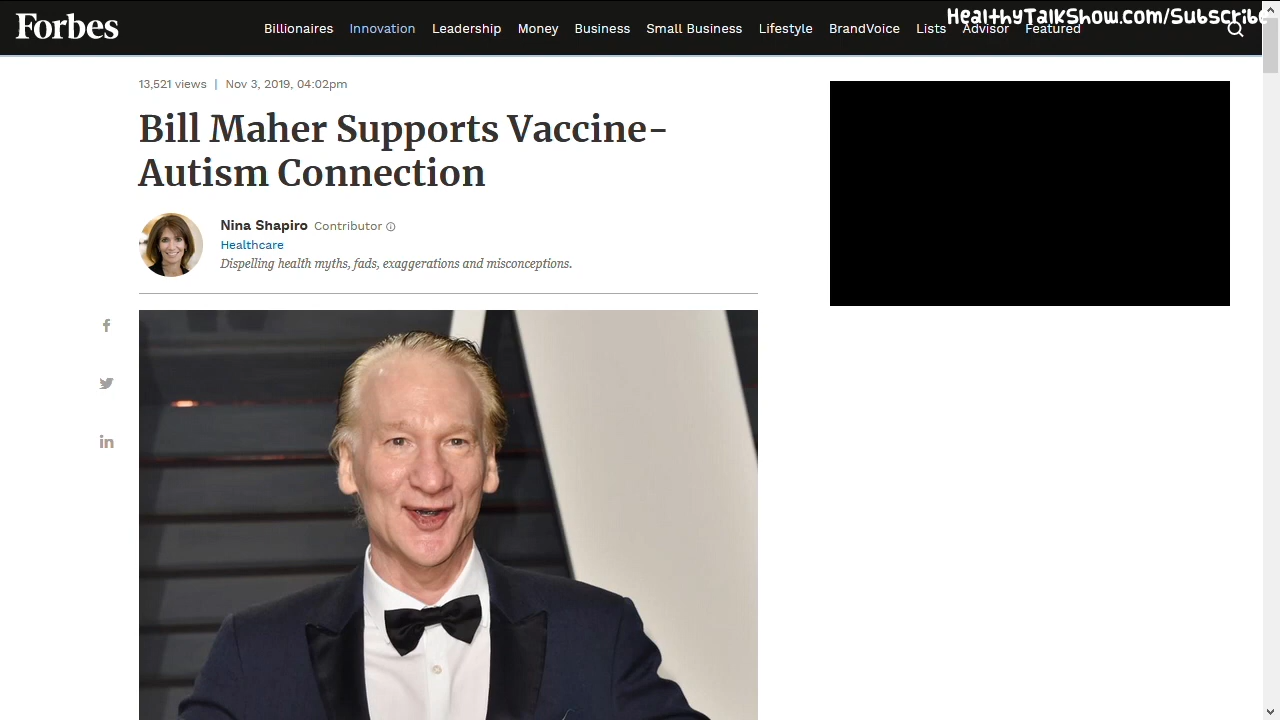 HealthyTalkShow.com/Subscribe
Forbes
Billionaires Innovation Leadership Money Business Small Business Lifestyle BrandVoice Lists Advisor Featured
13,521 views | Nov 3, 2019, 04:02pm
Bill Maher Supports Vaccine-
Autism Connection
Nina Shapiro Contributor
Healthcare
Dispelling health myths, fads, exaggerations and misconceptions.
f
in